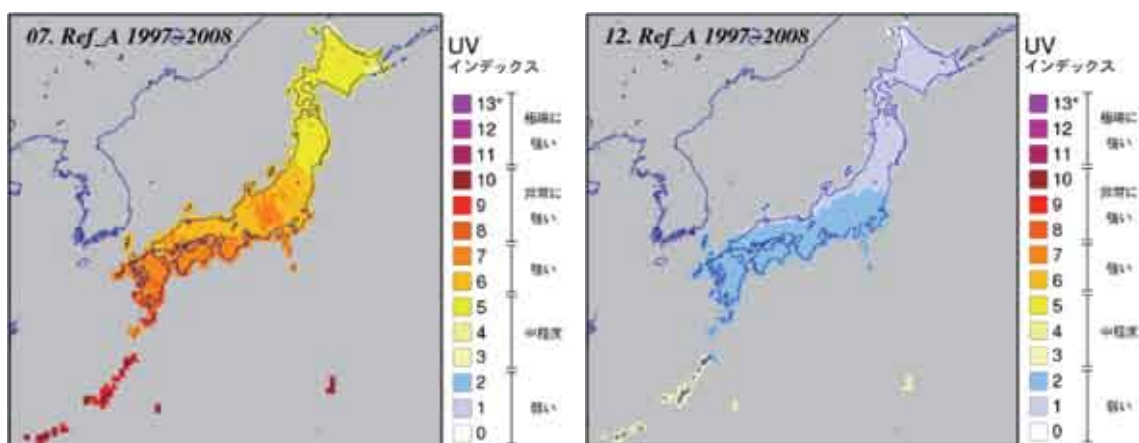 07. Ref_A 1997~2008
UV
インデックス
13+
12
11
10
9
8
7
6
5
4
3
2
1
0
極端に
強い
非常に
強い
強い
中程度
弱い
12. Ref_A 1997~2008
UV
インデックス
13+
12
11
10
9
8
7
6
5
4
3
2
1
0
極端に
強い
非常に
強い
強い
中程度
弱い